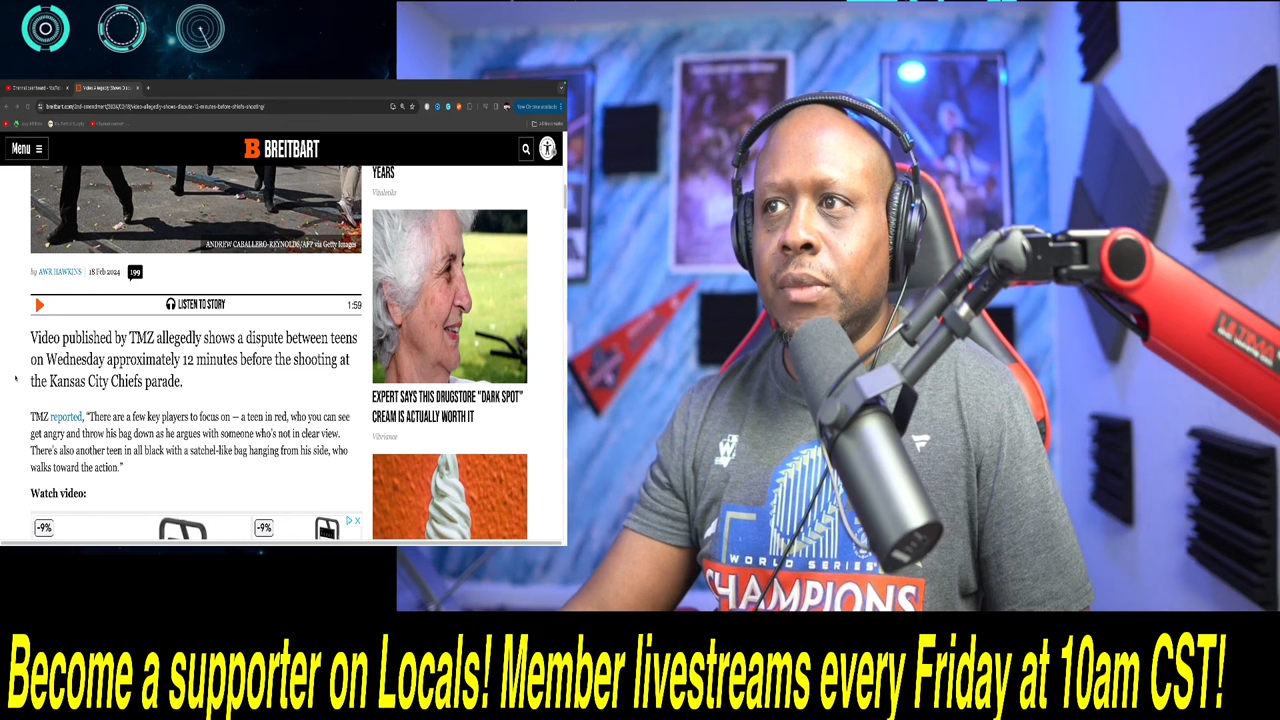 Menu
BREITBART
YEARS
Vitalotiks
ANDREW CABALLERO-REYNOLDS/AFP via Getty Images
by AWR HAWKINS 18 Feb 2024 199
LISTEN TO STORY 1:59
Video published by TMZ allegedly shows a dispute between teens
on Wednesday approximately 12 minutes before the shooting at
the Kansas City Chiefs parade.
TMZ reported, “There are a few key players to focus on — a teen in red, who you can see
get angry and throw his bag down as he argues with someone who's not in clear view.
There's also another teen in all black with a satchel-like bag hanging from his side, who
walks toward the action.”
Watch video:
-9% -9%
EXPERT SAYS THIS DRUGSTORE "DARK SPOT"
CREAM IS ACTUALLY WORTH IT
Vibriance
WORLD SERIES
CHAMPIONS
Become a supporter on Locals! Member livestreams every Friday at 10am CST!